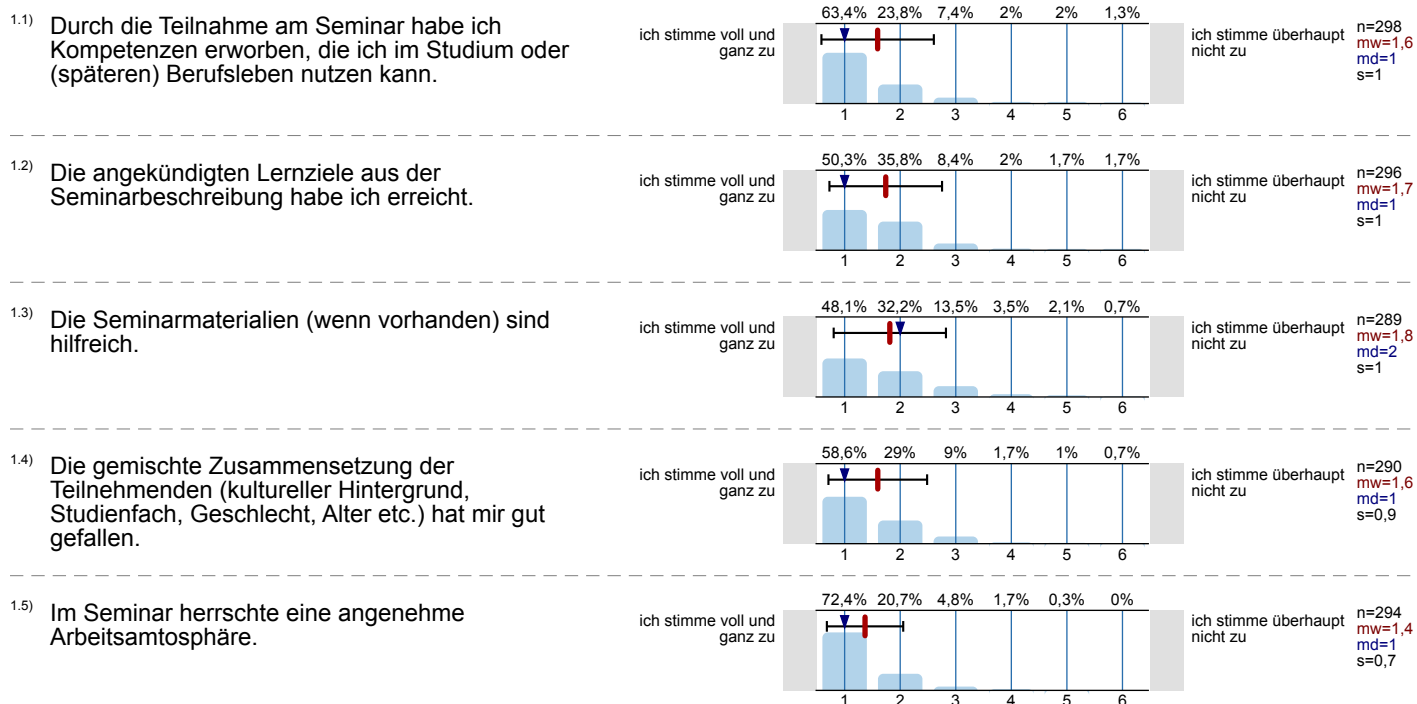 1.1) Durch die Teilnahme am Seminar habe ich
Kompetenzen erworben, die ich im Studium oder
(späteren) Berufsleben nutzen kann.
ich stimme voll und
ganz zu
63,4% 23,8% 7,4% 2% 2% 1,3%
1 2 3 4 5 6
ich stimme überhaupt
nicht zu
n=298
mw=1,6
md=1
s=1
1.2) Die angekündigten Lernziele aus der
Seminarbeschreibung habe ich erreicht.
ich stimme voll und
ganz zu
50,3% 35,8% 8,4% 2% 1,7% 1,7%
1 2 3 4 5 6
ich stimme überhaupt
nicht zu
n=296
mw=1,7
md=1
s=1
1.3) Die Seminarmaterialien (wenn vorhanden) sind
hilfreich.
ich stimme voll und
ganz zu
48,1% 32,2% 13,5% 3,5% 2,1% 0,7%
1 2 3 4 5 6
ich stimme überhaupt
nicht zu
n=289
mw=1,8
md=2
s=1
1.4) Die gemischte Zusammensetzung der
Teilnehmenden (kultureller Hintergrund,
Studienfach, Geschlecht, Alter etc.) hat mir gut
gefallen.
ich stimme voll und
ganz zu
58,6% 29% 9% 1,7% 1% 0,7%
1 2 3 4 5 6
ich stimme überhaupt
nicht zu
n=290
mw=1,6
md=1
s=0,9
1.5) Im Seminar herrschte eine angenehme
Arbeitsamtosphäre.
ich stimme voll und
ganz zu
72,4% 20,7% 4,8% 1,7% 0,3% 0%
1 2 3 4 5 6
ich stimme überhaupt
nicht zu
n=294
mw=1,4
md=1
s=0,7